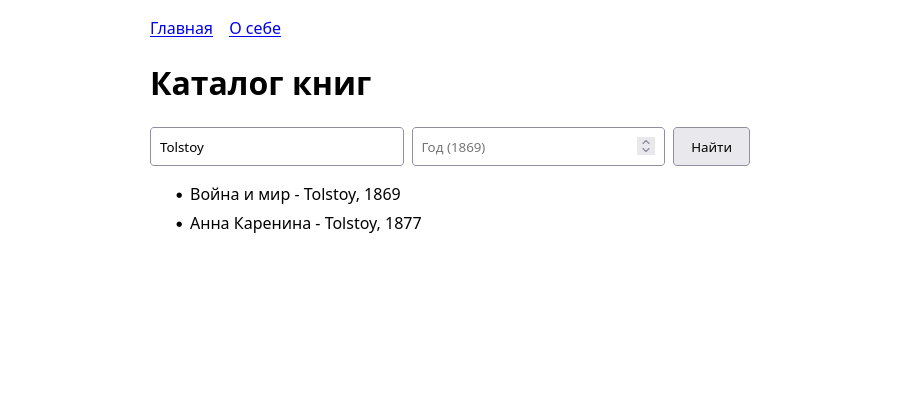 Главная О себе
Каталог книг
Tolstoy Год (1869) Найти
Война и мир - Tolstoy, 1869
Анна Каренина - Tolstoy, 1877